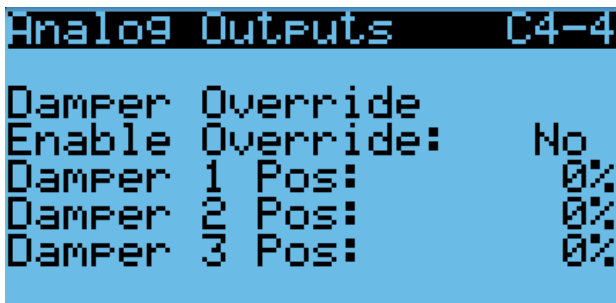 Analog Outputs C4-4
Damper Override
Enable Override: No
Damper 1 Pos: 0%
Damper 2 Pos: 0%
Damper 3 Pos: 0%